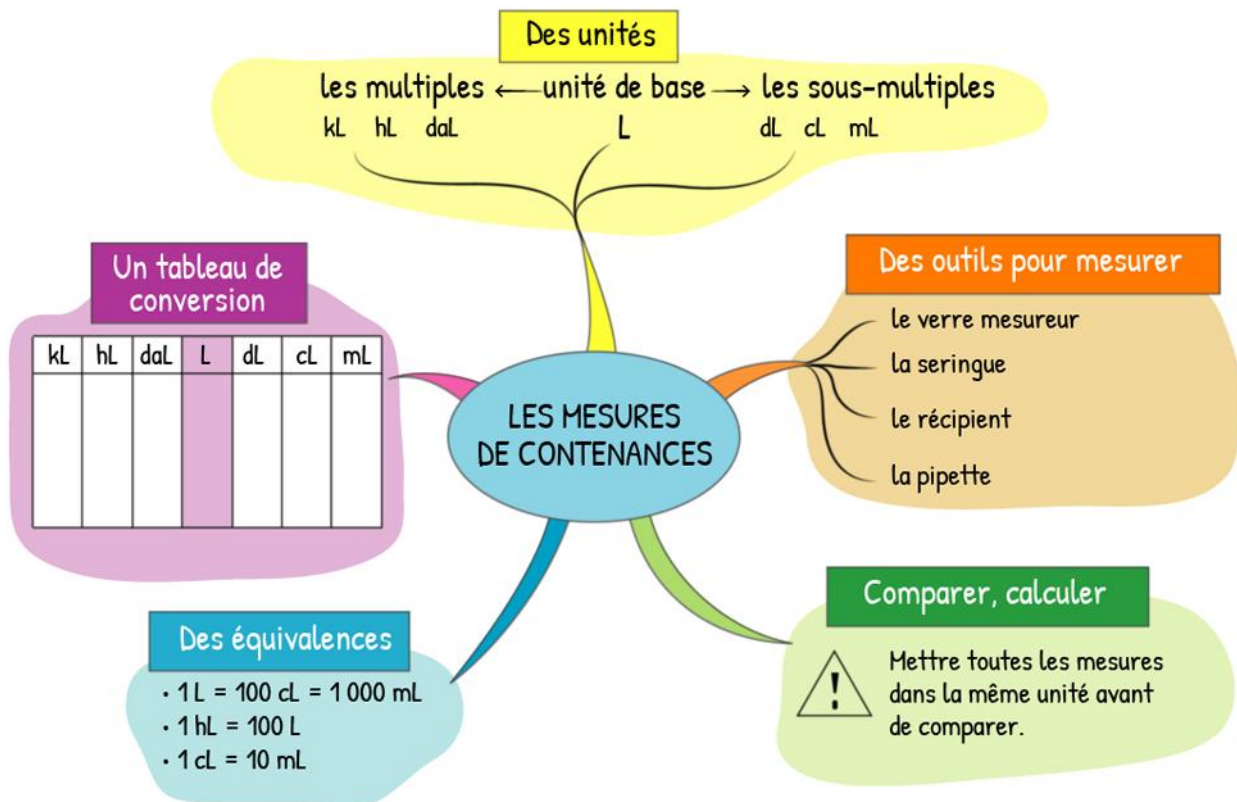 Des unités
les multiples ← unité de base → les sous-multiples
kL hL daL L dL cL mL
Un tableau de
conversion
kL hL daL L dL cL mL
Des outils pour mesurer
le verre mesureur
la seringue
le récipient
la pipette
LES MESURES
DE CONTENANCES
Des équivalences
• 1 L = 100 cL = 1 000 mL
• 1 hL = 100 L
• 1 cL = 10 mL
Comparer, calculer
!
Mettre toutes les mesures
dans la même unité avant
de comparer.